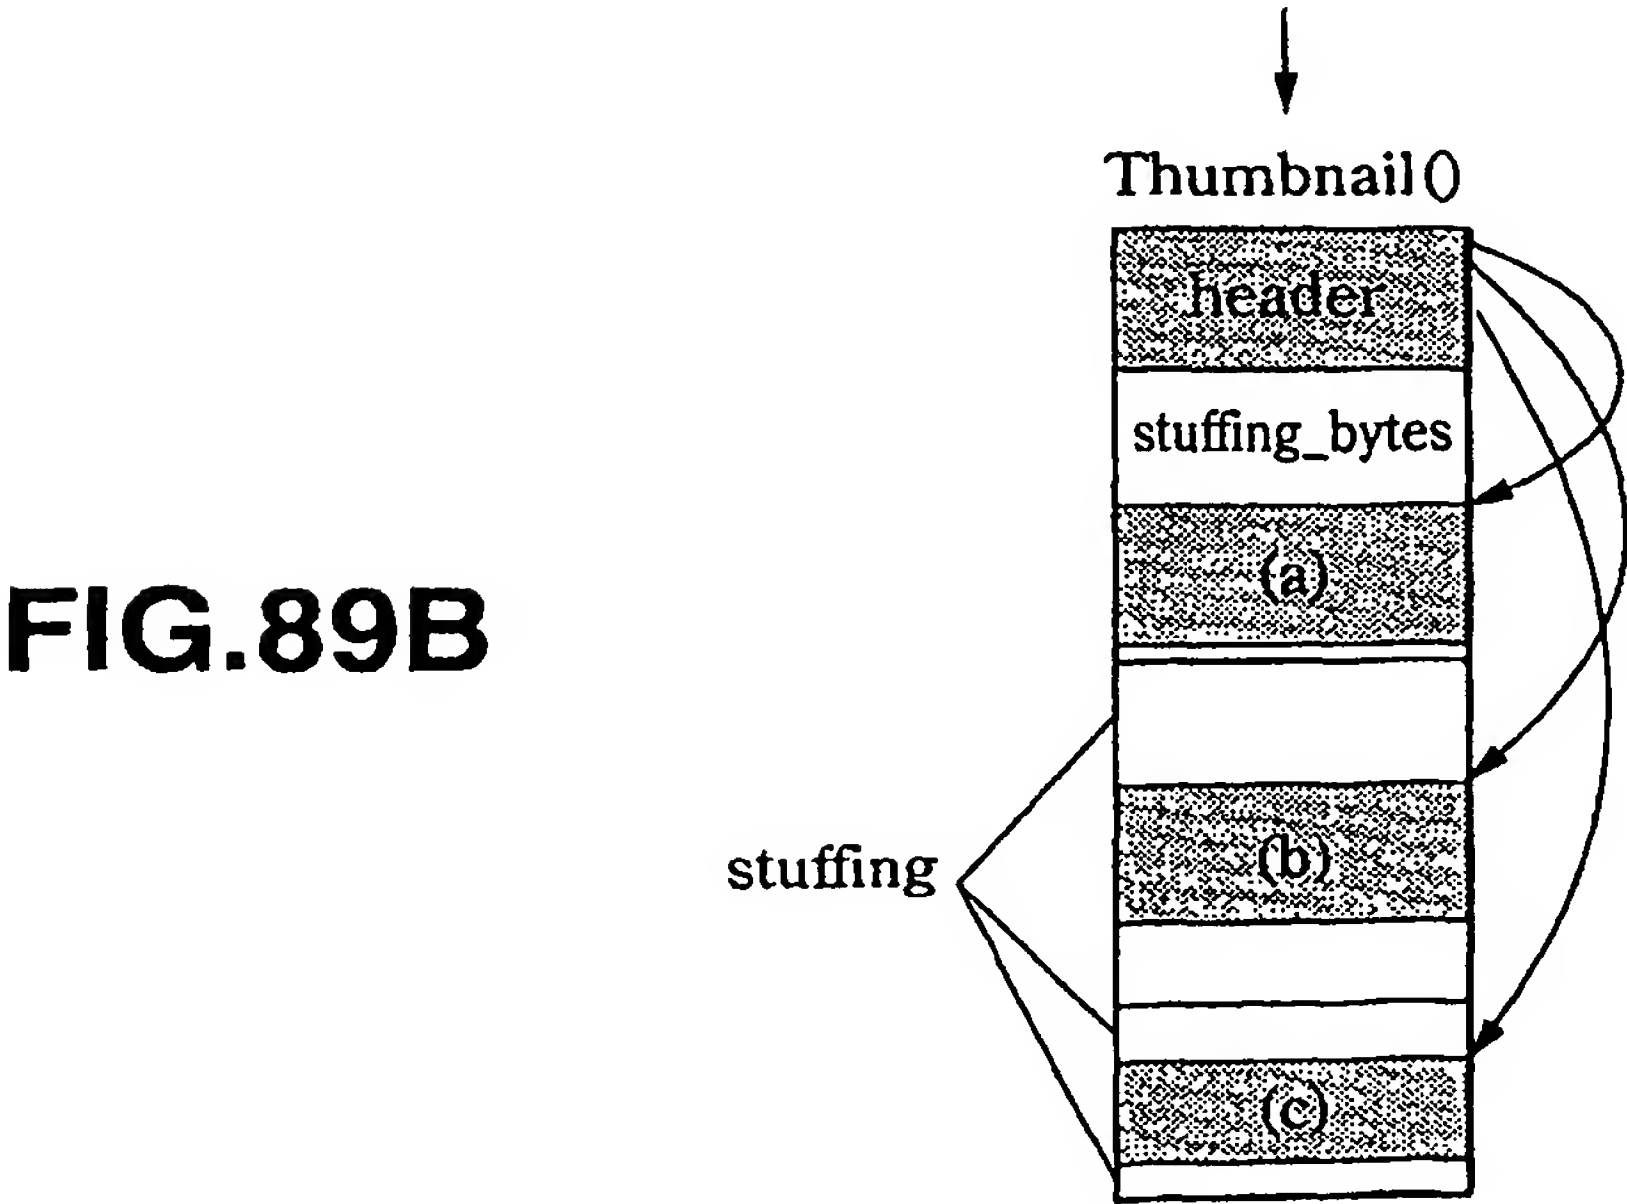 Thumbnail()
header
stuffing_bytes
(a)
FIG.89B
(b)
stuffing
(c)